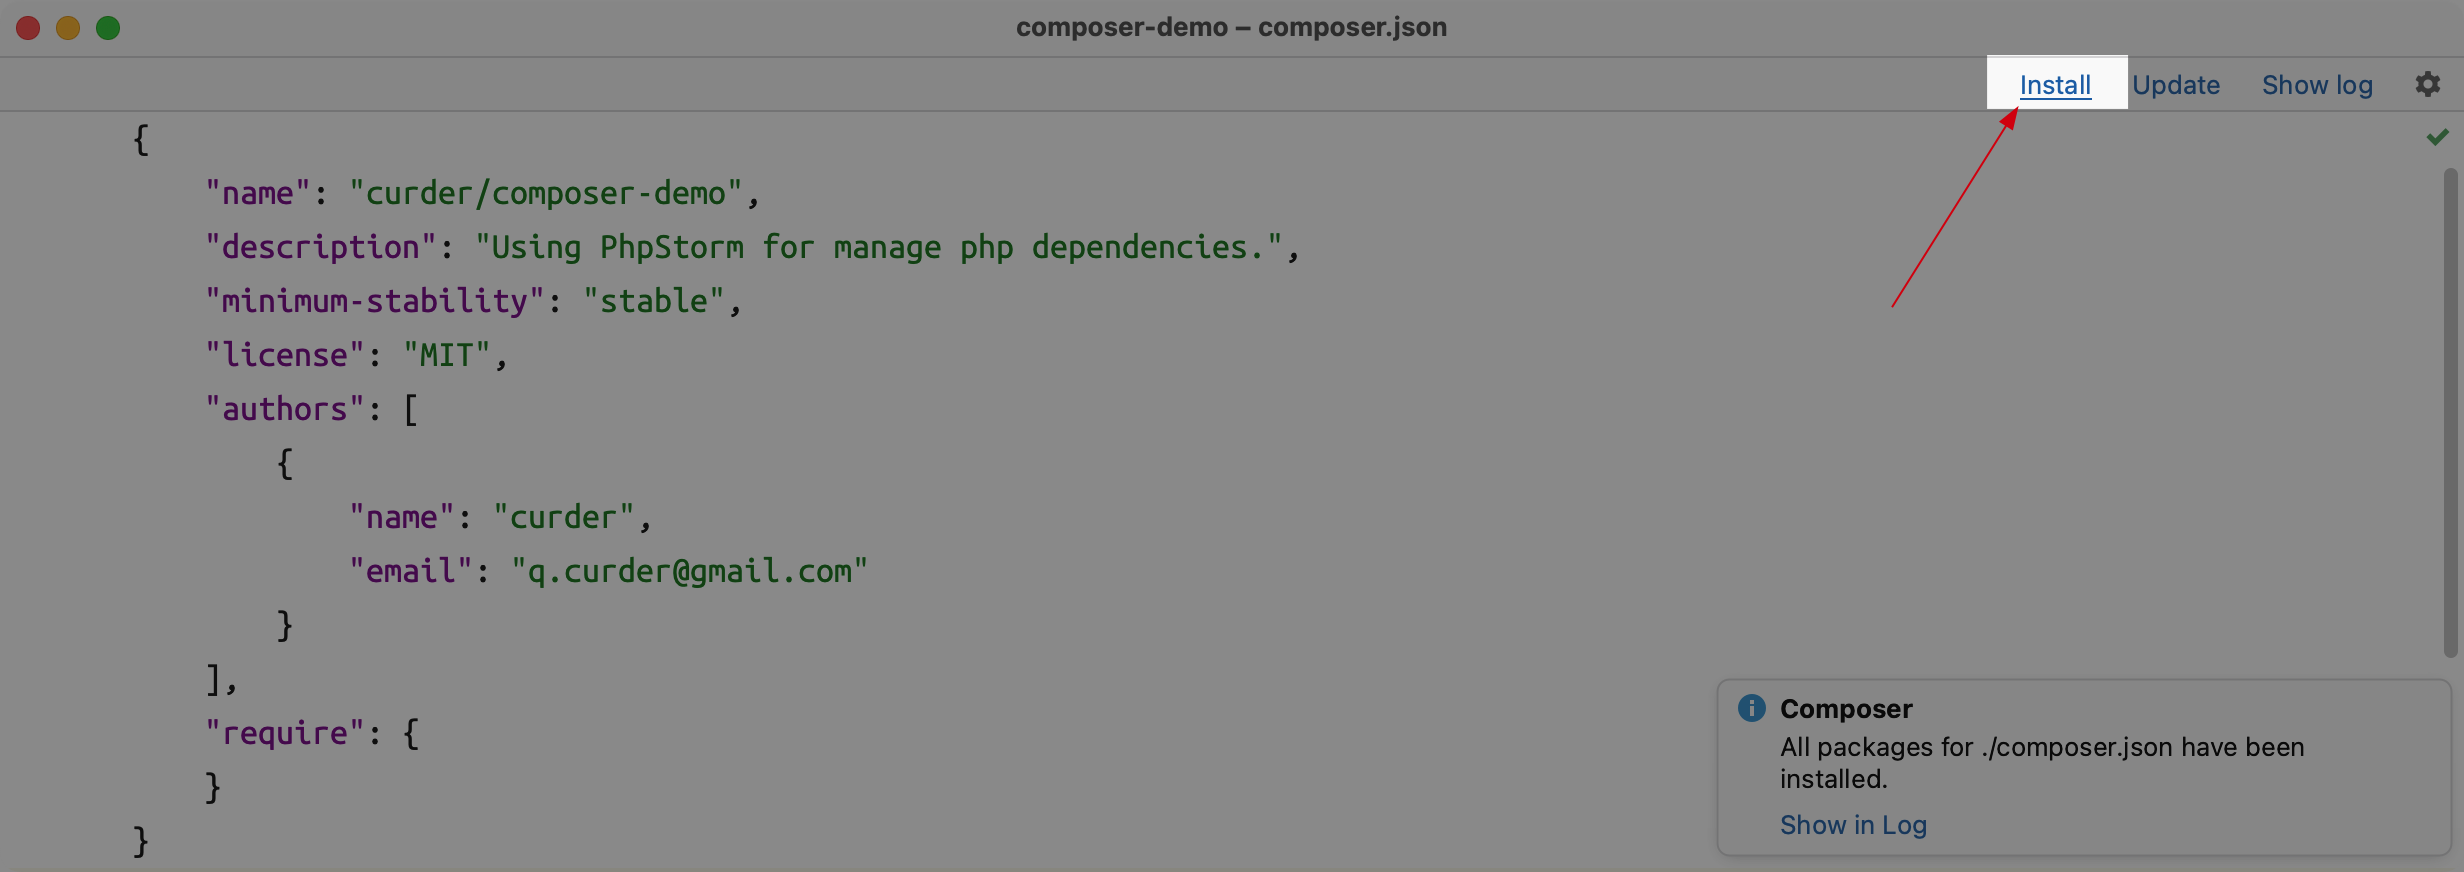 composer-demo – composer.json
Install Update Show log
{
"name": "curder/composer-demo",
"description": "Using PhpStorm for manage php dependencies.",
"minimum-stability": "stable",
"license": "MIT",
"authors": [
{
"name": "curder",
"email": "q.curder@gmail.com"
}
],
"require": {
}
}
Composer
All packages for ./composer.json have been
installed.
Show in Log